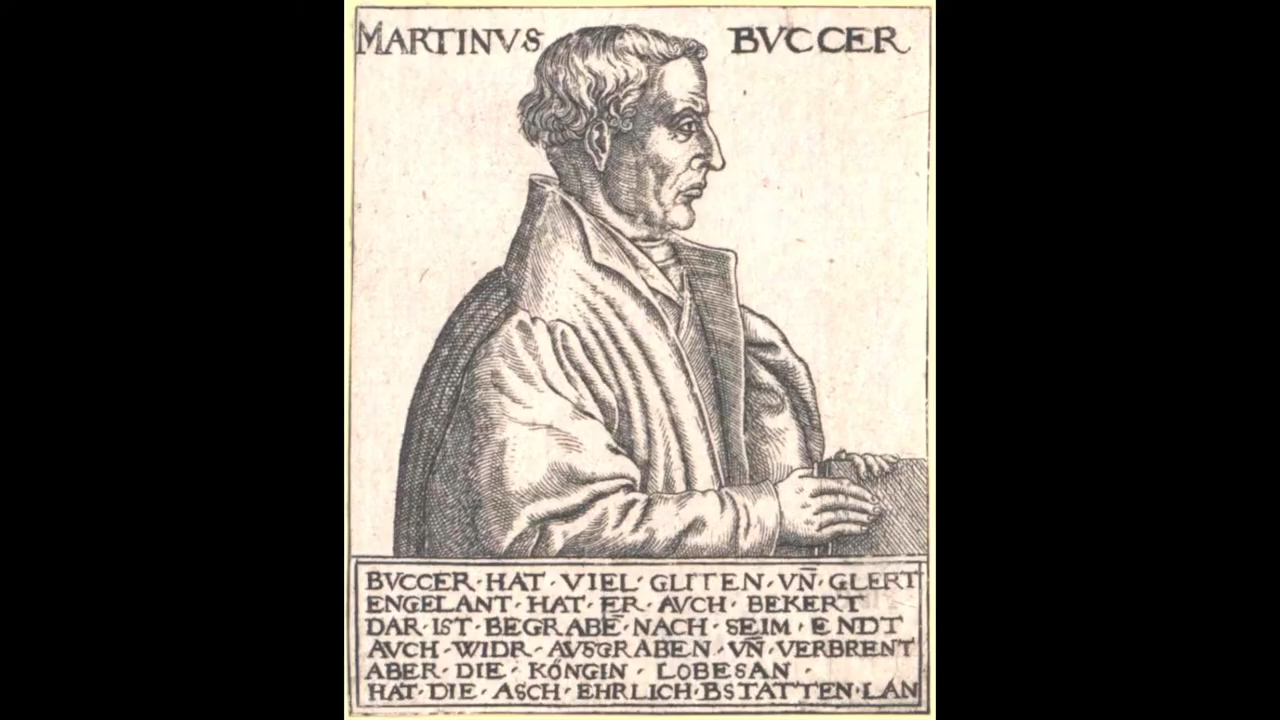 MARTINVS BVCCER
BVCCER · HAT · VIEL · GLITEN · VN̄ · GLERT
ENGELANT · HAT · ER · AVCH · BEKERT
DAR · IST · BEGRABĒ · NACH · SEIM · ENDT
AVCH · WIDR · AVSGRABEN · VN̄ · VERBRENT
ABER · DIE · KÖNGIN · LOBESAN ·
HAT · DIE · ASCH · EHRLICH · BSTATTEN · LAN